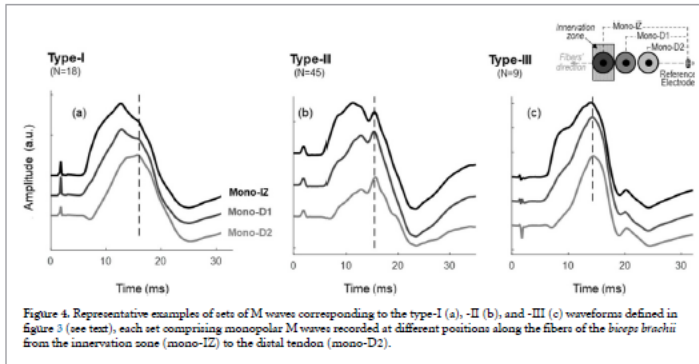 Innervation zone
Mono-IZ
Mono-D1
Mono-D2
Fibers' direction
Reference Electrode
Type-I
(N=18)
Type-II
(N=45)
Type-III
(N=9)
(a)
(b)
(c)
Amplitude (a.u.)
Mono-IZ
Mono-D1
Mono-D2
0 10 20 30
0 10 20 30
0 10 20 30
Time (ms)
Time (ms)
Time (ms)
Figure 4. Representative examples of sets of M waves corresponding to the type-I (a), -II (b), and -III (c) waveforms defined in
figure 3 (see text), each set comprising monopolar M waves recorded at different positions along the fibers of the biceps brachii
from the innervation zone (mono-IZ) to the distal tendon (mono-D2).